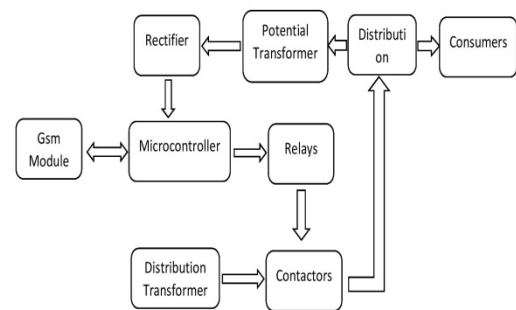 Rectifier
Potential
Transformer
Distributi
on
Consumers
Gsm
Module
Microcontroller
Relays
Distribution
Transformer
Contactors